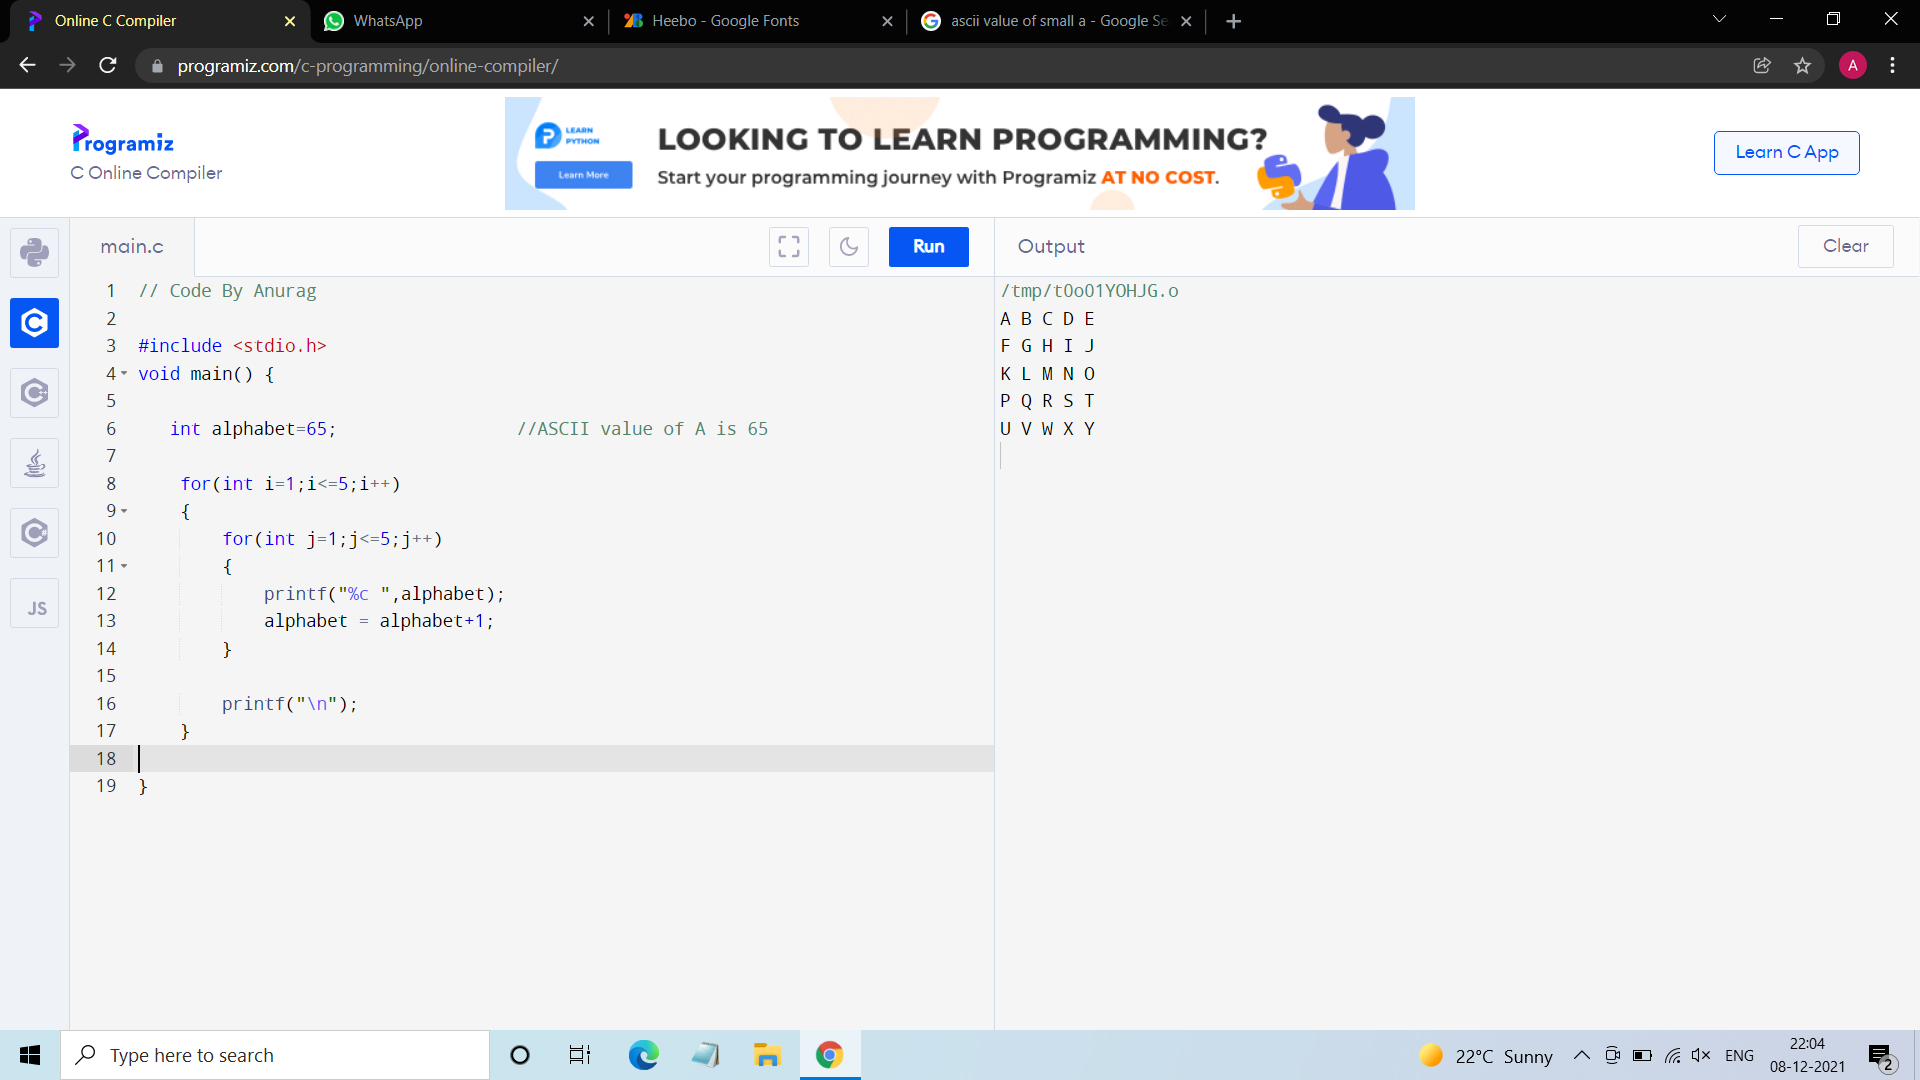 Online C Compiler
WhatsApp
Heebo - Google Fonts
ascii value of small a - Google Se
programiz.com/c-programming/online-compiler/
A
Programiz
C Online Compiler
LEARN
PYTHON
Learn More
LOOKING TO LEARN PROGRAMMING?
Start your programming journey with Programiz AT NO COST.
Learn C App
main.c
Run
Output
Clear
1 // Code By Anurag
2
3 #include <stdio.h>
4 void main() {
5
6 int alphabet=65; //ASCII value of A is 65
7
8 for(int i=1;i<=5;i++)
9 {
10 for(int j=1;j<=5;j++)
11 {
12 printf("%c ",alphabet);
13 alphabet = alphabet+1;
14 }
15
16 printf("\n");
17 }
18
19 }
/tmp/tOo01YOHJG.o
A B C D E
F G H I J
K L M N O
P Q R S T
U V W X Y
JS
Type here to search
22°C Sunny
ENG
22:04
08-12-2021
2